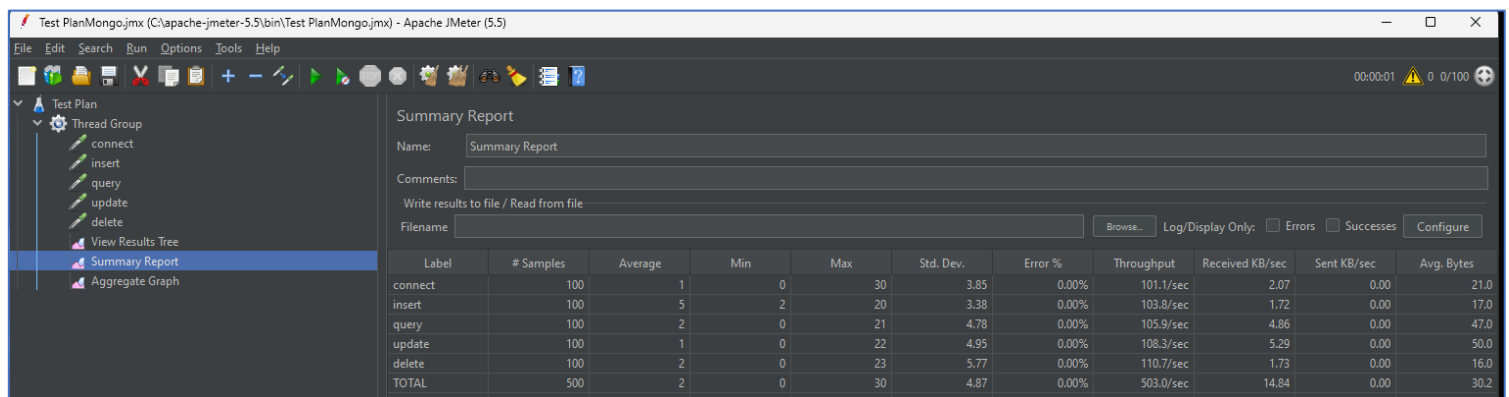 Test PlanMongo.jmx (C:\apache-jmeter-5.5\bin\Test PlanMongo.jmx) - Apache JMeter (5.5)
File Edit Search Run Options Tools Help
STOP 00:00:01 0 0/100
Test Plan
Thread Group
connect
insert
query
update
delete
View Results Tree
Summary Report
Aggregate Graph
Summary Report
Name: Summary Report
Comments:
Write results to file / Read from file
Filename Browse... Log/Display Only: Errors Successes Configure
Label # Samples Average Min Max Std. Dev. Error % Throughput Received KB/sec Sent KB/sec Avg. Bytes
connect 100 1 0 30 3.85 0.00% 101.1/sec 2.07 0.00 21.0
insert 100 5 2 20 3.38 0.00% 103.8/sec 1.72 0.00 17.0
query 100 2 0 21 4.78 0.00% 105.9/sec 4.86 0.00 47.0
update 100 1 0 22 4.95 0.00% 108.3/sec 5.29 0.00 50.0
delete 100 2 0 23 5.77 0.00% 110.7/sec 1.73 0.00 16.0
TOTAL 500 2 0 30 4.87 0.00% 503.0/sec 14.84 0.00 30.2